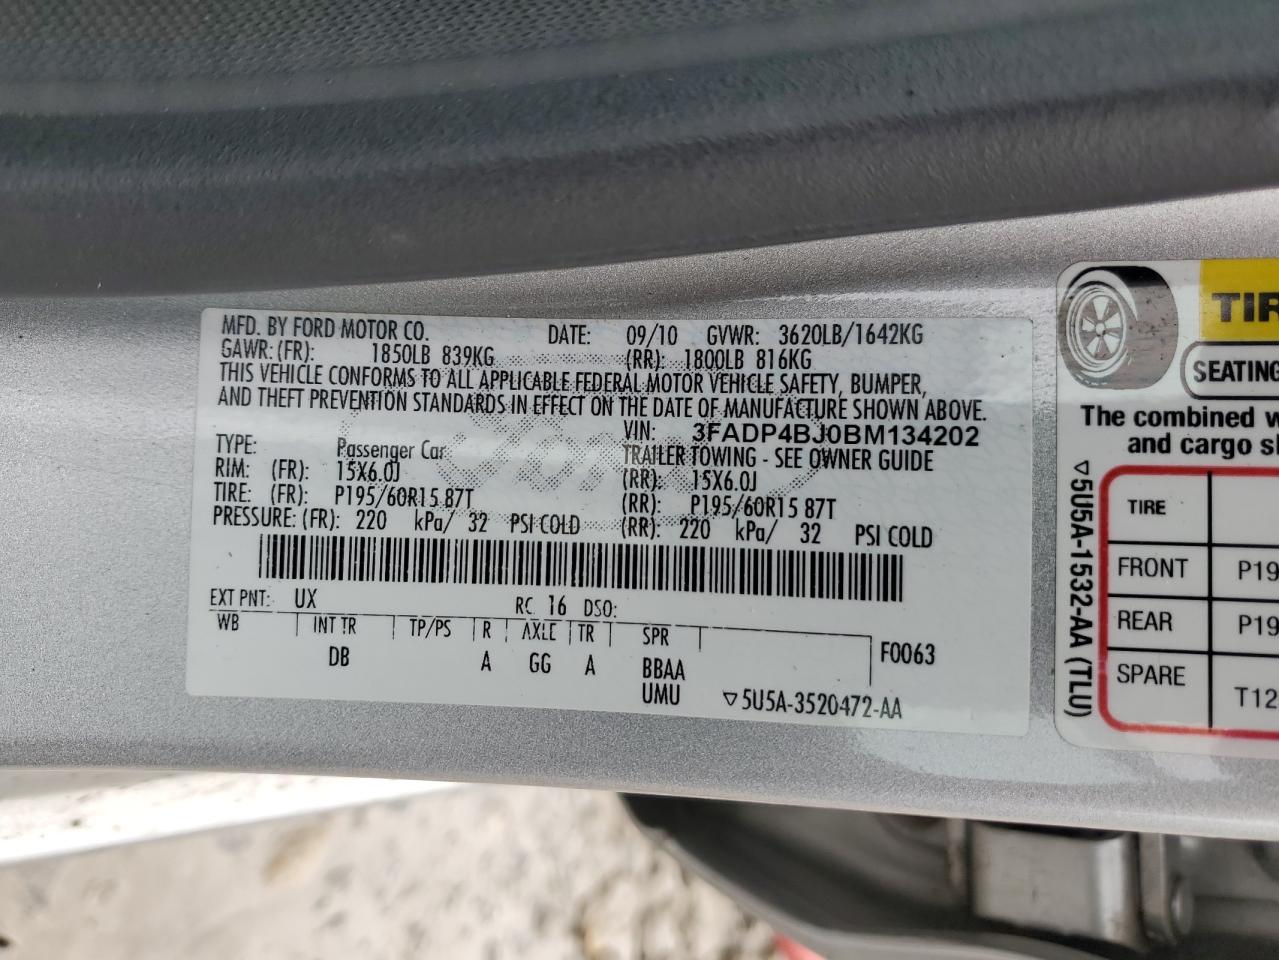 MFD. BY FORD MOTOR CO. DATE: 09/10 GVWR: 3620LB/1642KG
GAWR: (FR): 1850LB 839KG (RR): 1800LB 816KG
THIS VEHICLE CONFORMS TO ALL APPLICABLE FEDERAL MOTOR VEHICLE SAFETY, BUMPER,
AND THEFT PREVENTION STANDARDS IN EFFECT ON THE DATE OF MANUFACTURE SHOWN ABOVE.
VIN: 3FADP4BJ0BM134202
TYPE: Passenger Car TRAILER TOWING - SEE OWNER GUIDE
RIM: (FR): 15X6.0J (RR): 15X6.0J
TIRE: (FR): P195/60R15 87T (RR): P195/60R15 87T
PRESSURE: (FR): 220 kPa/ 32 PSI COLD (RR): 220 kPa/ 32 PSI COLD
EXT PNT: UX RC: 16 DSO:
WB INT TR TP/PS R AXLE TR SPR F0063
DB A GG A BBAA
UMU ▽5U5A-3520472-AA
TIR
SEATING
The combined w
and cargo s
▽5U5A-1532-AA (TLU)
TIRE
FRONT P19
REAR P19
SPARE T12